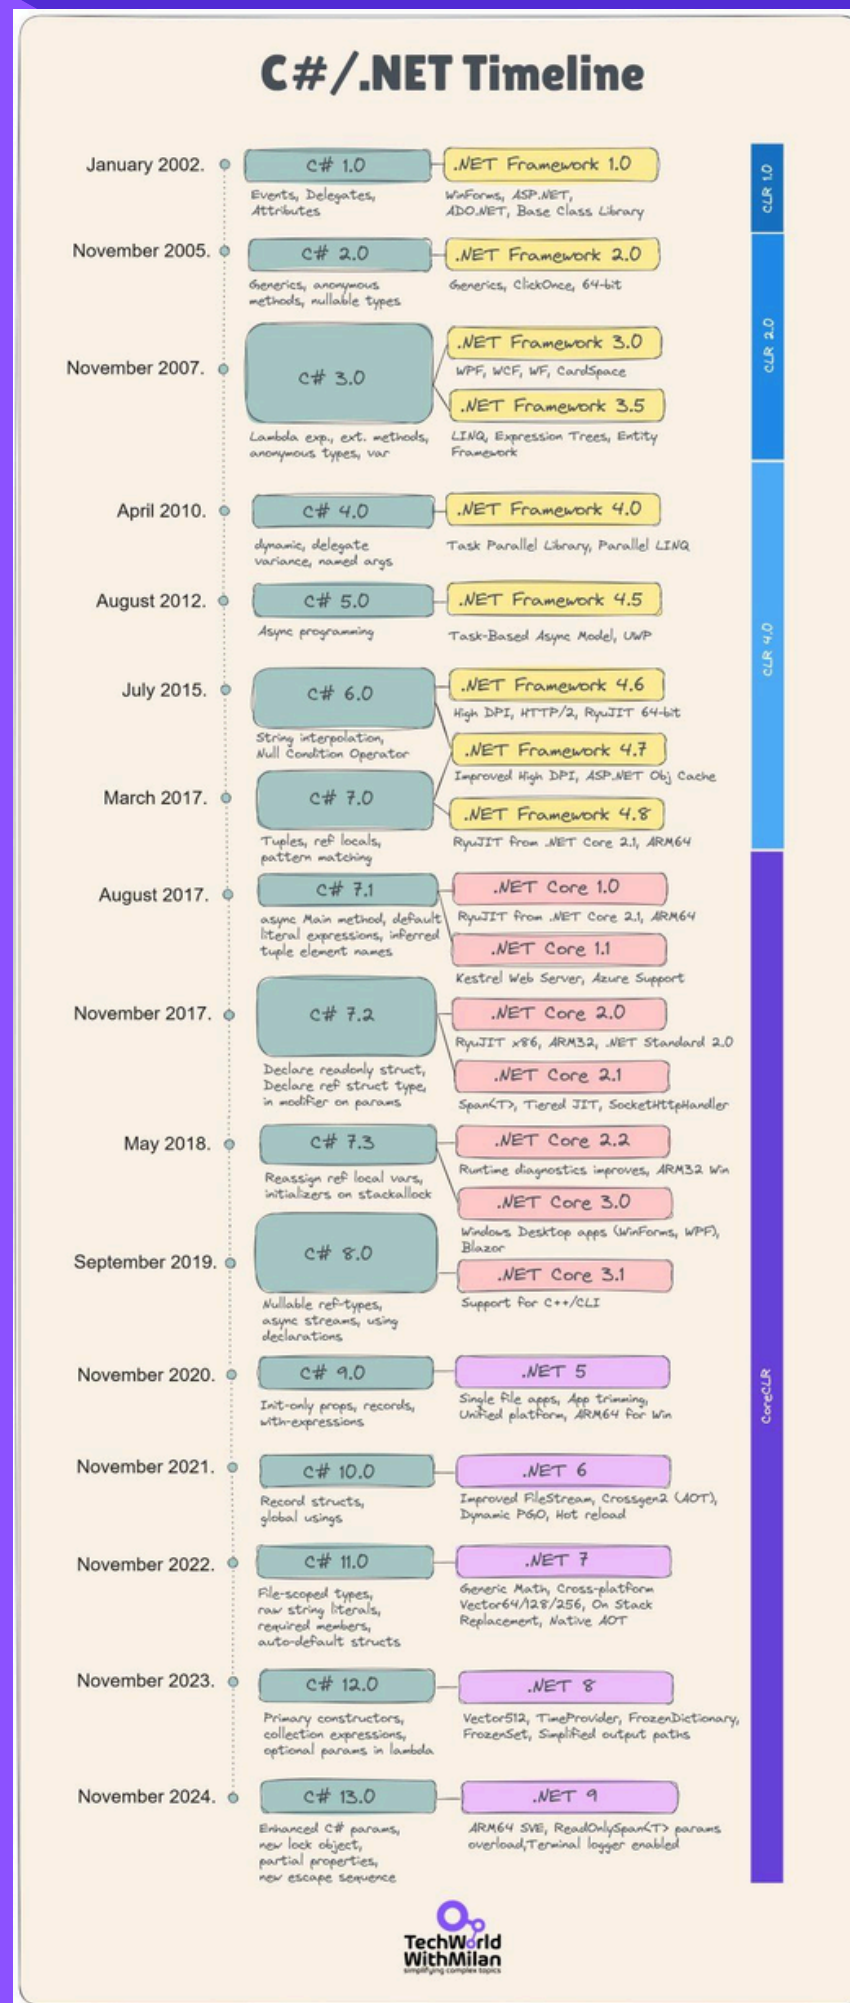 C#/.NET Timeline
January 2002.
C# 1.0
.NET Framework 1.0
Events, Delegates,
Attributes
WinForms, ASP.NET,
ADO.NET, Base Class Library
CLR 1.0
November 2005.
C# 2.0
.NET Framework 2.0
Generics, anonymous
methods, nullable types
Generics, ClickOnce, 64-bit
CLR 2.0
November 2007.
C# 3.0
.NET Framework 3.0
WPF, WCF, WF, CardSpace
.NET Framework 3.5
Lambda exp., ext. methods,
anonymous types, var
LINQ, Expression Trees, Entity
Framework
April 2010.
C# 4.0
.NET Framework 4.0
dynamic, delegate
variance, named args
Task Parallel Library, Parallel LINQ
August 2012.
C# 5.0
.NET Framework 4.5
Async programming
Task-Based Async Model, UWP
CLR 4.0
July 2015.
C# 6.0
.NET Framework 4.6
High DPI, HTTP/2, RyuJIT 64-bit
String interpolation,
Null Condition Operator
.NET Framework 4.7
Improved High DPI, ASP.NET Obj Cache
March 2017.
C# 7.0
.NET Framework 4.8
Tuples, ref locals,
pattern matching
RyuJIT from .NET Core 2.1, ARM64
August 2017.
C# 7.1
.NET Core 1.0
async Main method, default
literal expressions, inferred
tuple element names
RyuJIT from .NET Core 2.1, ARM64
.NET Core 1.1
Kestrel Web Server, Azure Support
November 2017.
C# 7.2
.NET Core 2.0
RyuJIT x86, ARM32, .NET Standard 2.0
.NET Core 2.1
Declare readonly struct,
Declare ref struct type,
in modifier on params
Span<T>, Tiered JIT, SocketHttpHandler
May 2018.
C# 7.3
.NET Core 2.2
Reassign ref local vars,
initializers on stackallock
Runtime diagnostics improves, ARM32 Win
.NET Core 3.0
Windows Desktop apps (WinForms, WPF),
Blazor
September 2019.
C# 8.0
.NET Core 3.1
Nullable ref-types,
async streams, using
declarations
Support for C++/CLI
November 2020.
C# 9.0
.NET 5
Init-only props, records,
with-expressions
Single file apps, App trimming,
Unified platform, ARM64 for Win
CoreCLR
November 2021.
C# 10.0
.NET 6
Record structs,
global usings
Improved FileStream, Crossgen2 (AOT),
Dynamic PGO, Hot reload
November 2022.
C# 11.0
.NET 7
File-scoped types,
raw string literals,
required members,
auto-default structs
Generic Math, Cross-platform
Vector64/128/256, On Stack
Replacement, Native AOT
November 2023.
C# 12.0
.NET 8
Primary constructors,
collection expressions,
optional params in lambda
Vector512, TimeProvider, FrozenDictionary,
FrozenSet, Simplified output paths
November 2024.
C# 13.0
.NET 9
Enhanced C# params,
new lock object,
partial properties,
new escape sequence
ARM64 SVE, ReadOnlySpan<T> params
overload,Terminal logger enabled
TechWorld
WithMilan
simplifying complex topics